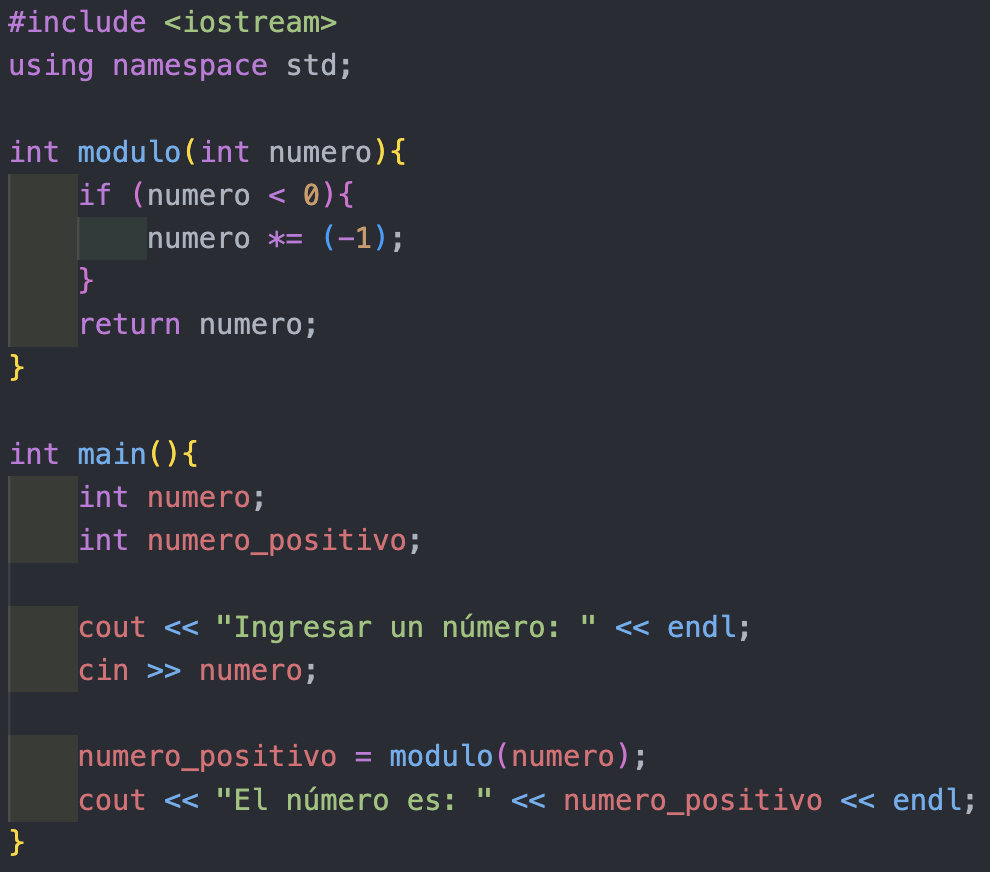 #include <iostream>
using namespace std;

int modulo(int numero){
    if (numero < 0){
        numero *= (-1);
    }
    return numero;
}

int main(){
    int numero;
    int numero_positivo;

    cout << "Ingresar un número: " << endl;
    cin >> numero;

    numero_positivo = modulo(numero);
    cout << "El número es: " << numero_positivo << endl;
}